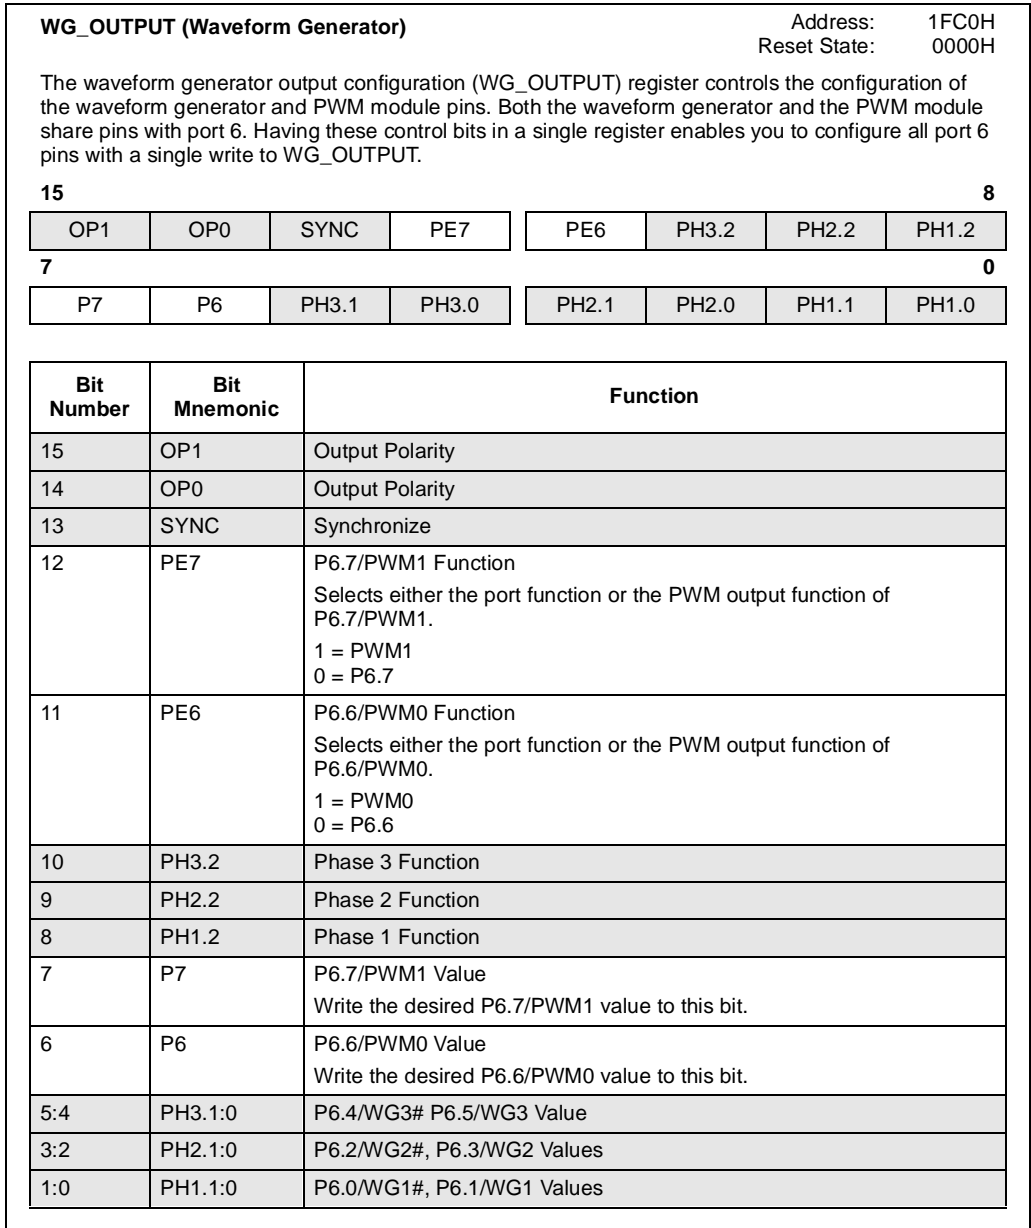 WG_OUTPUT (Waveform Generator)
Address: 1FC0H
Reset State: 0000H
The waveform generator output configuration (WG_OUTPUT) register controls the configuration of
the waveform generator and PWM module pins. Both the waveform generator and the PWM module
share pins with port 6. Having these control bits in a single register enables you to configure all port 6
pins with a single write to WG_OUTPUT.
15 8
OP1 OP0 SYNC PE7 PE6 PH3.2 PH2.2 PH1.2
7 0
P7 P6 PH3.1 PH3.0 PH2.1 PH2.0 PH1.1 PH1.0
Bit Number Bit Mnemonic Function
15 OP1 Output Polarity
14 OP0 Output Polarity
13 SYNC Synchronize
12 PE7 P6.7/PWM1 Function
Selects either the port function or the PWM output function of
P6.7/PWM1.
1 = PWM1
0 = P6.7
11 PE6 P6.6/PWM0 Function
Selects either the port function or the PWM output function of
P6.6/PWM0.
1 = PWM0
0 = P6.6
10 PH3.2 Phase 3 Function
9 PH2.2 Phase 2 Function
8 PH1.2 Phase 1 Function
7 P7 P6.7/PWM1 Value
Write the desired P6.7/PWM1 value to this bit.
6 P6 P6.6/PWM0 Value
Write the desired P6.6/PWM0 value to this bit.
5:4 PH3.1:0 P6.4/WG3# P6.5/WG3 Value
3:2 PH2.1:0 P6.2/WG2#, P6.3/WG2 Values
1:0 PH1.1:0 P6.0/WG1#, P6.1/WG1 Values